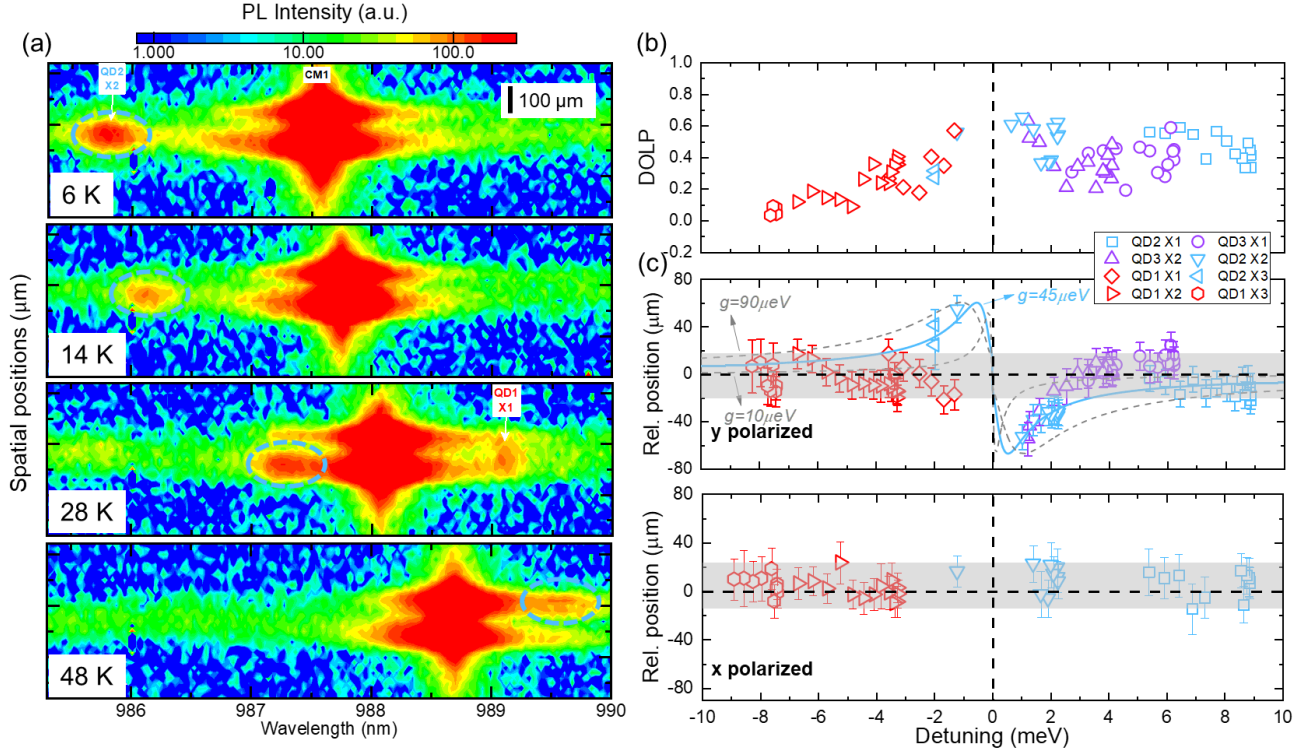 PL Intensity (a.u.)
(a)
1.000
10.00
100.0
QD2
X2
CM1
100 µm
6 K
14 K
QD1
X1
28 K
48 K
Spatial positions (µm)
986
987
988
989
990
Wavelength (nm)
(b)
1.0
0.8
0.6
0.4
0.2
0.0
0.2
DOLP
QD2 X1
QD3 X1
QD3 X2
QD2 X2
QD1 X1
QD2 X3
QD1 X2
QD1 X3
(c)
80
40
0
-40
-80
Rel. position (µm)
g=90µeV
g=45µeV
g=10µeV
y polarized
80
40
0
-40
-80
Rel. position (µm)
x polarized
-10
-8
-6
-4
-2
0
2
4
6
8
10
Detuning (meV)